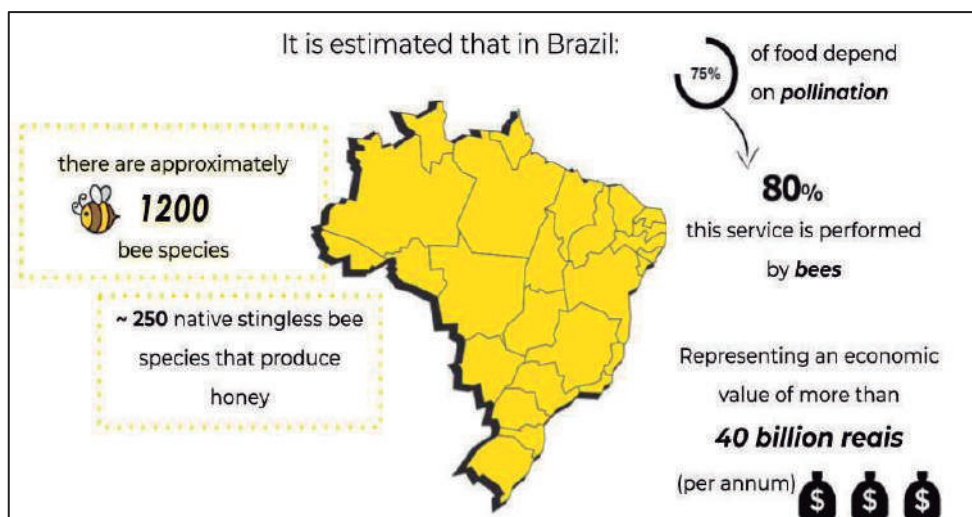 It is estimated that in Brazil:
there are approximately
1200
bee species
~ 250 native stingless bee
species that produce
honey
75%
of food depend
on pollination
80%
this service is performed
by bees
Representing an economic
value of more than
40 billion reais
(per annum)
$ $ $